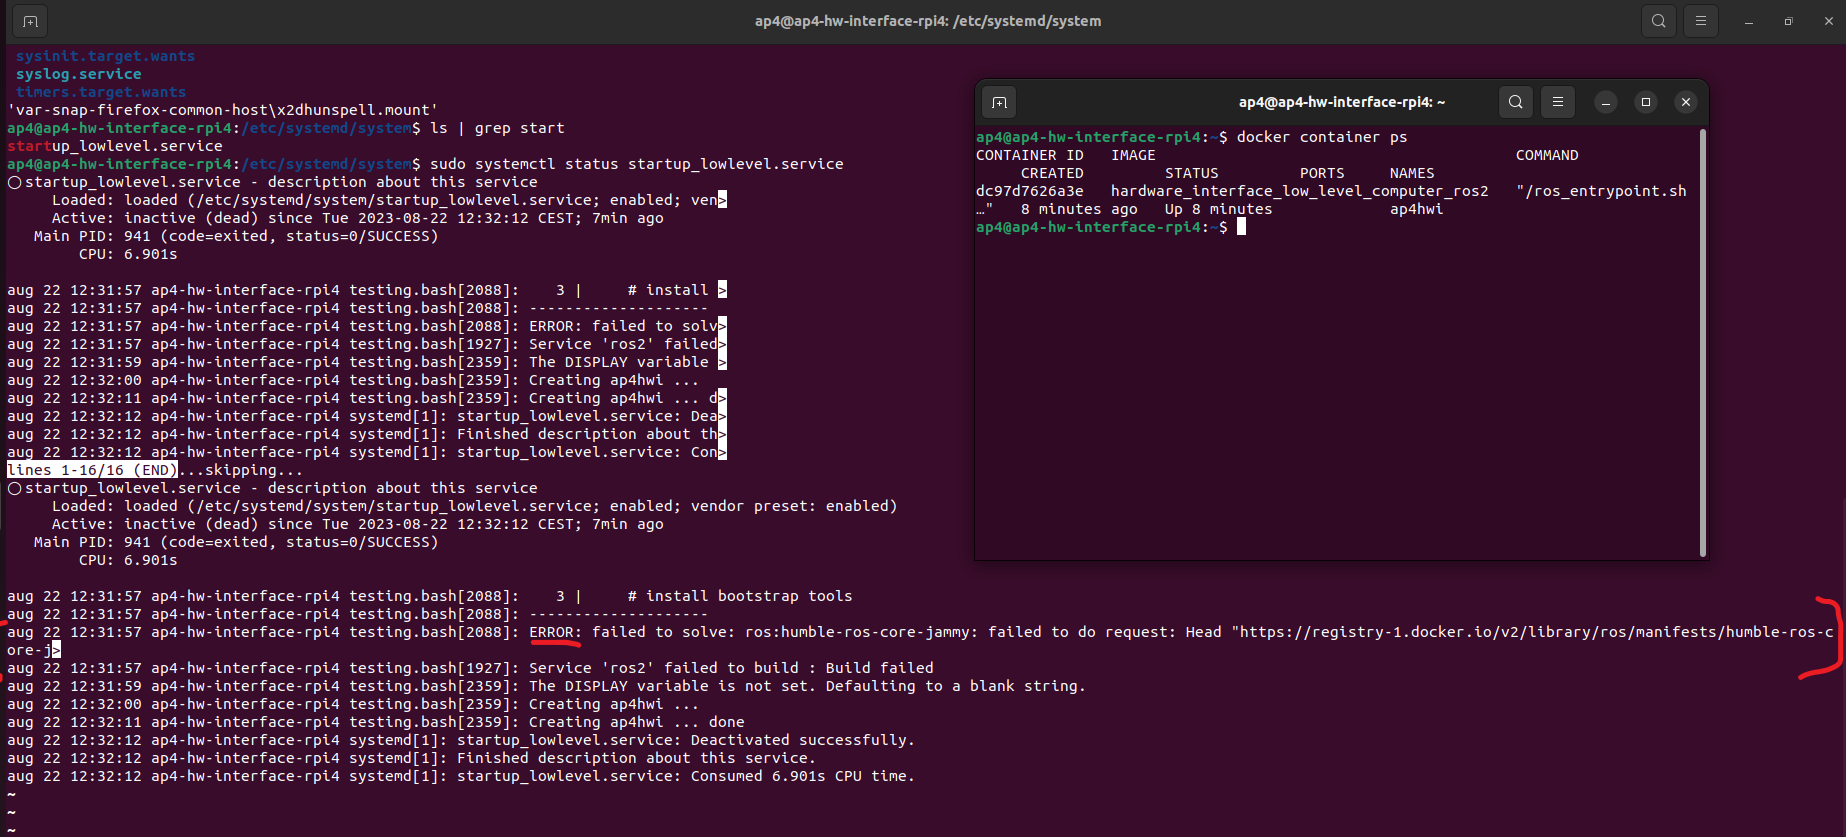 ap4@ap4-hw-interface-rpi4: /etc/systemd/system
sysinit.target.wants
syslog.service
timers.target.wants
'var-snap-firefox-common-host\x2dhunspell.mount'
ap4@ap4-hw-interface-rpi4:/etc/systemd/system$ ls | grep start
startup_lowlevel.service
ap4@ap4-hw-interface-rpi4:/etc/systemd/system$ sudo systemctl status startup_lowlevel.service
○ startup_lowlevel.service - description about this service
Loaded: loaded (/etc/systemd/system/startup_lowlevel.service; enabled; ven>
Active: inactive (dead) since Tue 2023-08-22 12:32:12 CEST; 7min ago
Main PID: 941 (code=exited, status=0/SUCCESS)
CPU: 6.901s
aug 22 12:31:57 ap4-hw-interface-rpi4 testing.bash[2088]:    3 |     # install >
aug 22 12:31:57 ap4-hw-interface-rpi4 testing.bash[2088]: --------------------
aug 22 12:31:57 ap4-hw-interface-rpi4 testing.bash[2088]: ERROR: failed to solv>
aug 22 12:31:57 ap4-hw-interface-rpi4 testing.bash[1927]: Service 'ros2' failed>
aug 22 12:31:59 ap4-hw-interface-rpi4 testing.bash[2359]: The DISPLAY variable >
aug 22 12:32:00 ap4-hw-interface-rpi4 testing.bash[2359]: Creating ap4hwi ...
aug 22 12:32:11 ap4-hw-interface-rpi4 testing.bash[2359]: Creating ap4hwi ... d>
aug 22 12:32:12 ap4-hw-interface-rpi4 systemd[1]: startup_lowlevel.service: Dea>
aug 22 12:32:12 ap4-hw-interface-rpi4 systemd[1]: Finished description about th>
aug 22 12:32:12 ap4-hw-interface-rpi4 systemd[1]: startup_lowlevel.service: Con>
lines 1-16/16 (END)...skipping...
○ startup_lowlevel.service - description about this service
Loaded: loaded (/etc/systemd/system/startup_lowlevel.service; enabled; vendor preset: enabled)
Active: inactive (dead) since Tue 2023-08-22 12:32:12 CEST; 7min ago
Main PID: 941 (code=exited, status=0/SUCCESS)
CPU: 6.901s
aug 22 12:31:57 ap4-hw-interface-rpi4 testing.bash[2088]:    3 |     # install bootstrap tools
aug 22 12:31:57 ap4-hw-interface-rpi4 testing.bash[2088]: --------------------
aug 22 12:31:57 ap4-hw-interface-rpi4 testing.bash[2088]: ERROR: failed to solve: ros:humble-ros-core-jammy: failed to do request: Head "https://registry-1.docker.io/v2/library/ros/manifests/humble-ros-c
ore-j>
aug 22 12:31:57 ap4-hw-interface-rpi4 testing.bash[1927]: Service 'ros2' failed to build : Build failed
aug 22 12:31:59 ap4-hw-interface-rpi4 testing.bash[2359]: The DISPLAY variable is not set. Defaulting to a blank string.
aug 22 12:32:00 ap4-hw-interface-rpi4 testing.bash[2359]: Creating ap4hwi ...
aug 22 12:32:11 ap4-hw-interface-rpi4 testing.bash[2359]: Creating ap4hwi ... done
aug 22 12:32:12 ap4-hw-interface-rpi4 systemd[1]: startup_lowlevel.service: Deactivated successfully.
aug 22 12:32:12 ap4-hw-interface-rpi4 systemd[1]: Finished description about this service.
aug 22 12:32:12 ap4-hw-interface-rpi4 systemd[1]: startup_lowlevel.service: Consumed 6.901s CPU time.
~
~
~
ap4@ap4-hw-interface-rpi4: ~
ap4@ap4-hw-interface-rpi4:~$ docker container ps
CONTAINER ID   IMAGE                                        COMMAND
CREATED         STATUS         PORTS     NAMES
dc97d7626a3e   hardware_interface_low_level_computer_ros2   "/ros_entrypoint.sh
…"   8 minutes ago   Up 8 minutes             ap4hwi
ap4@ap4-hw-interface-rpi4:~$